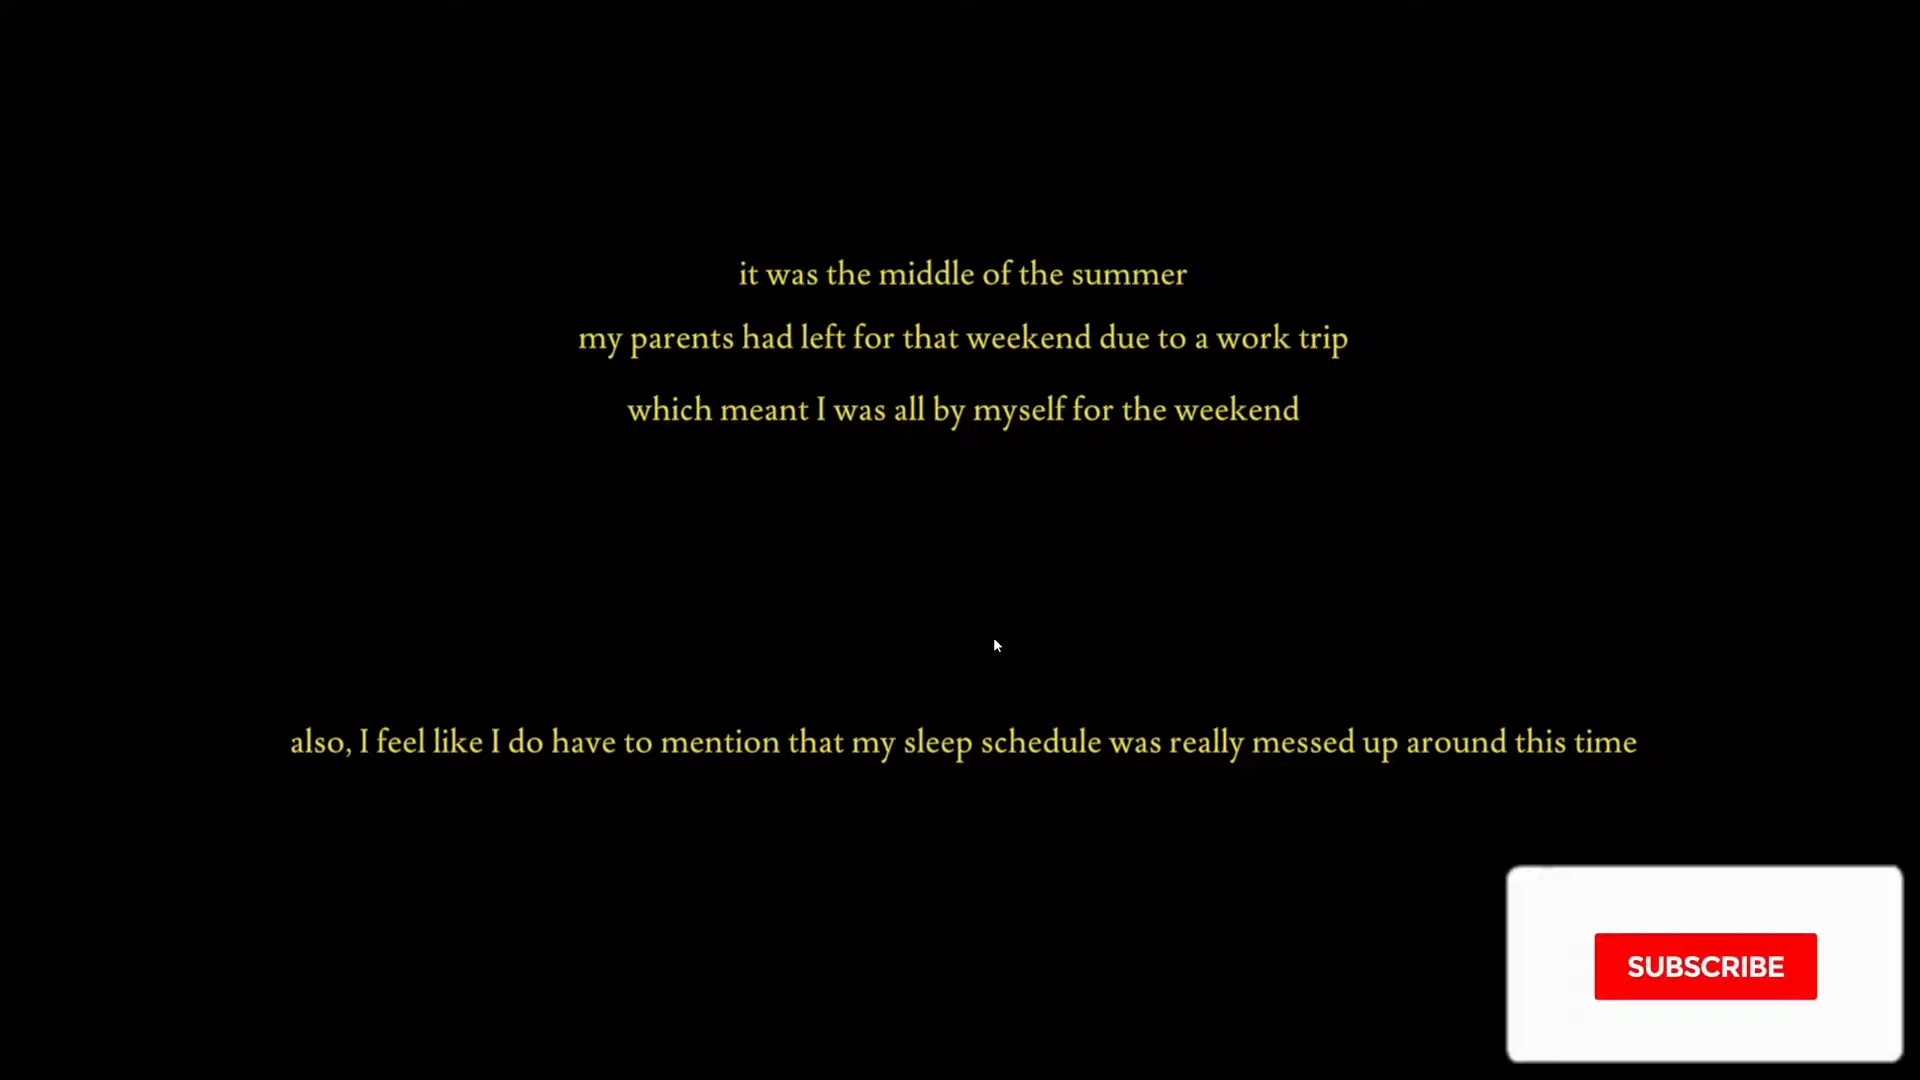 it was the middle of the summer
my parents had left for that weekend due to a work trip
which meant I was all by myself for the weekend
also, I feel like I do have to mention that my sleep schedule was really messed up around this time
SUBSCRIBE